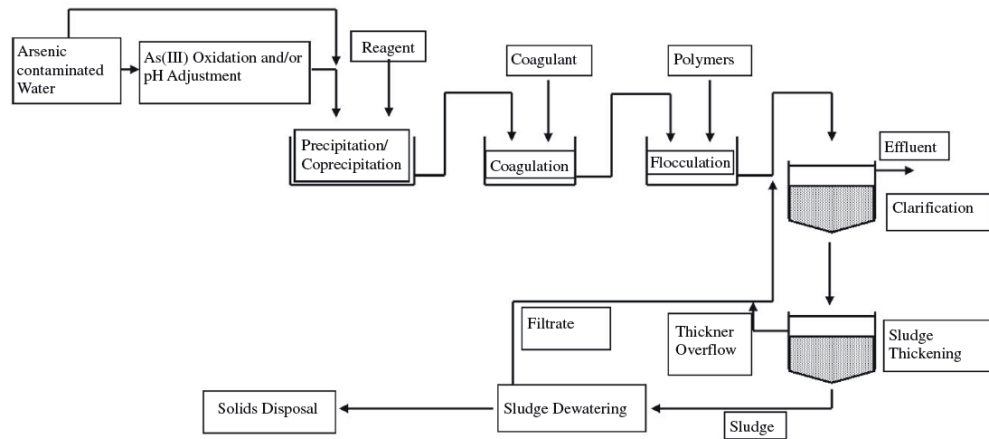 Arsenic
contaminated
Water
As(III) Oxidation and/or
pH Adjustment
Reagent
Coagulant
Polymers
Precipitation/
Coprecipitation
Coagulation
Flocculation
Effluent
Clarification
Filtrate
Thickner
Overflow
Sludge
Thickening
Solids Disposal
Sludge Dewatering
Sludge